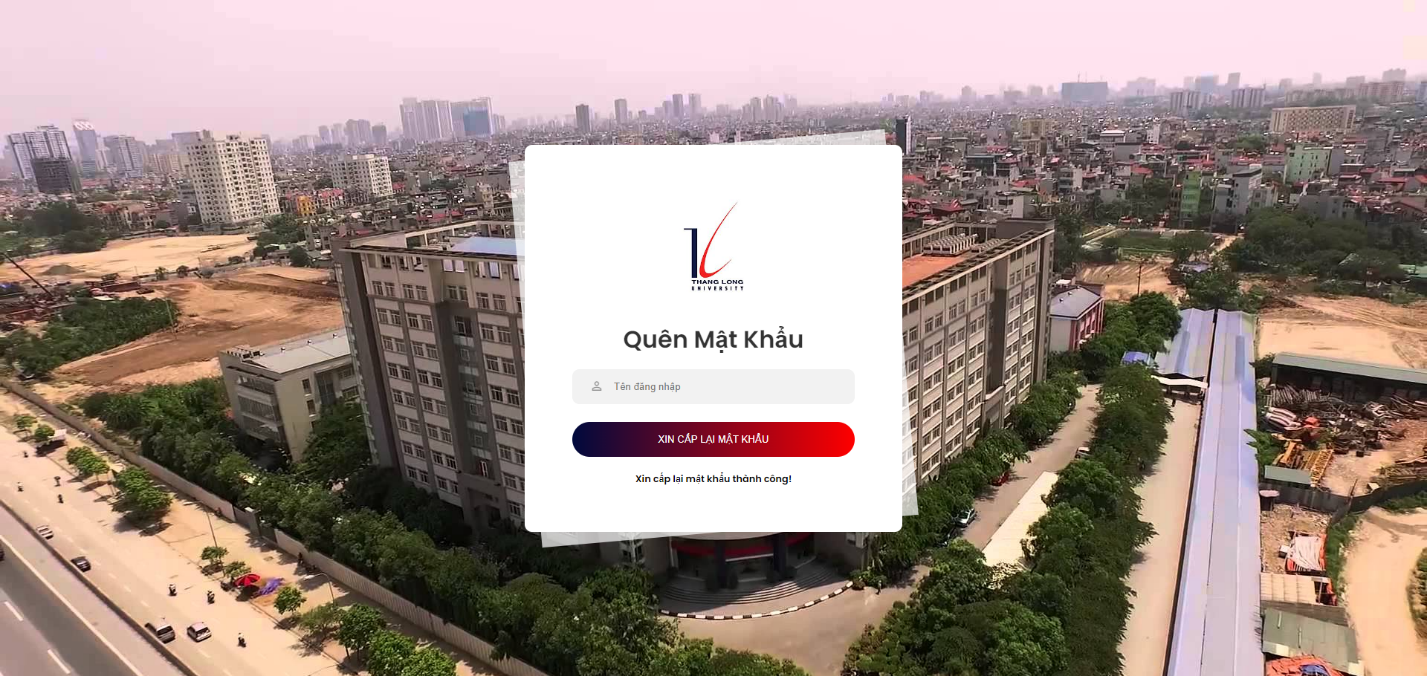 THANG LONG
UNIVERSITY
Quên Mật Khẩu
Tên đăng nhập
XIN CẤP LẠI MẬT KHẨU
Xin cấp lại mật khẩu thành công!